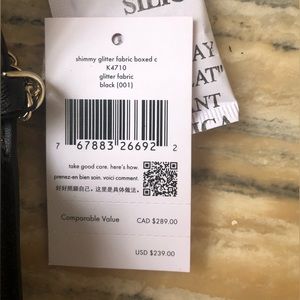 shimmy glitter fabric boxed c
K4710
glitter fabric
black (001)
7 67883 26692 2
take good care. here's how.
prenez-en bien soin. voici comment.
好好照顧自己。这里是具体做法。
Comparable Value CAD $289.00
USD $239.00